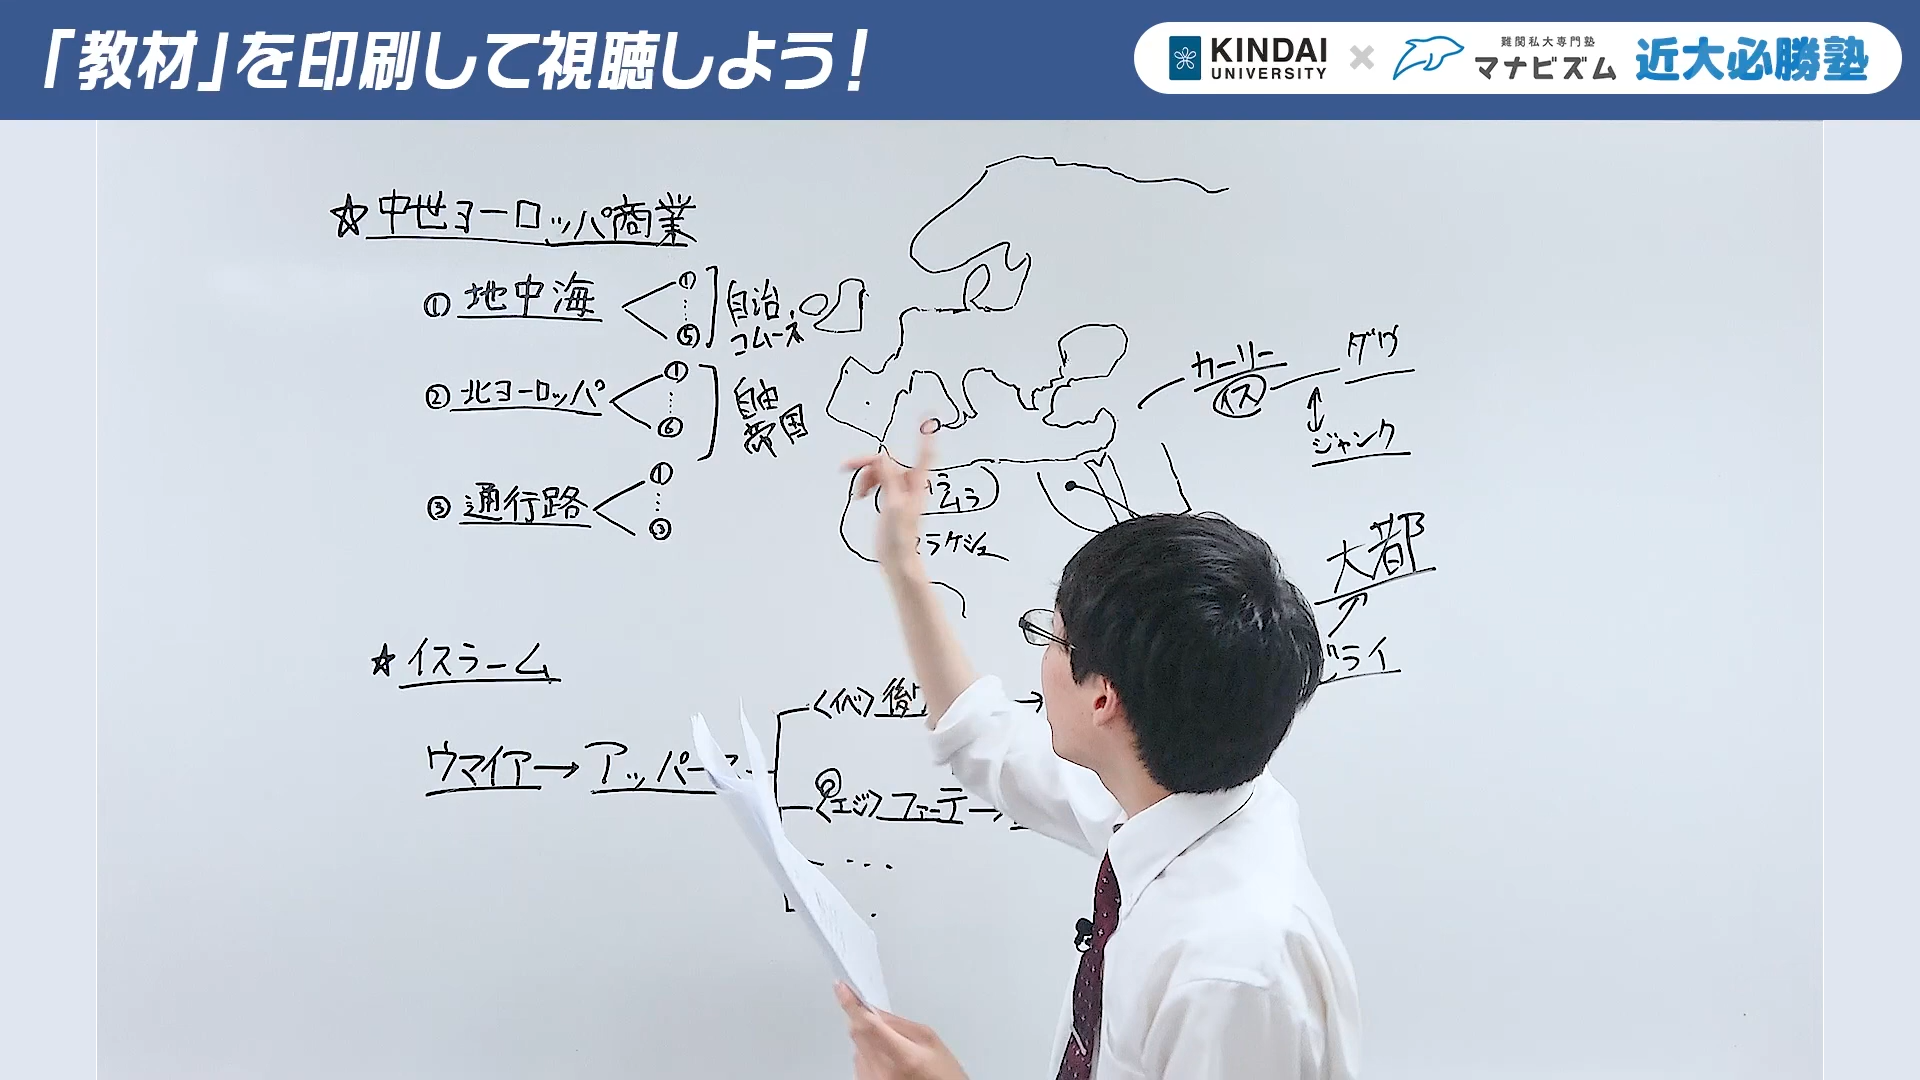 「教材」を印刷して視聴しよう!
KINDAI UNIVERSITY × 難関私大専門塾 マナビズム 近大必勝塾
☆中世ヨーロッパ商業
① 地中海
①
⑤
自治,
コムーネ
② 北ヨーロッパ
①
⑥
自由
帝国
③ 通行路
①
③
カーリー
イス
ダウ
ジャンク
ムラ
ラケシュ
大都
ライ
☆イスラーム
ウマイア→アッバース
〈イベ〉後ウ
〈エジ〉ファーテ→